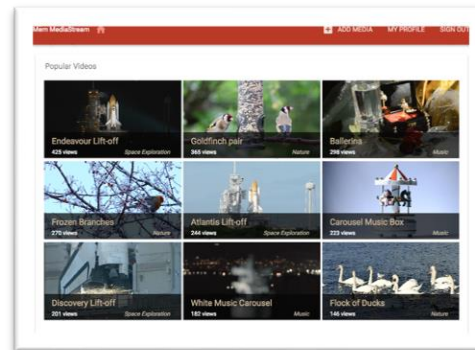 Mern MediaStream ADD MEDIA MY PROFILE SIGN OUT
Popular Videos
Endeavour Lift-off
425 views Space Exploration
Goldfinch pair
365 views Nature
Ballerina
298 views Music
Frozen Branches
270 views Nature
Atlantis Lift-off
244 views Space Exploration
Carousel Music Box
223 views Music
Discovery Lift-off
201 views Space Exploration
White Music Carousel
182 views Music
Flock of Ducks
146 views Nature